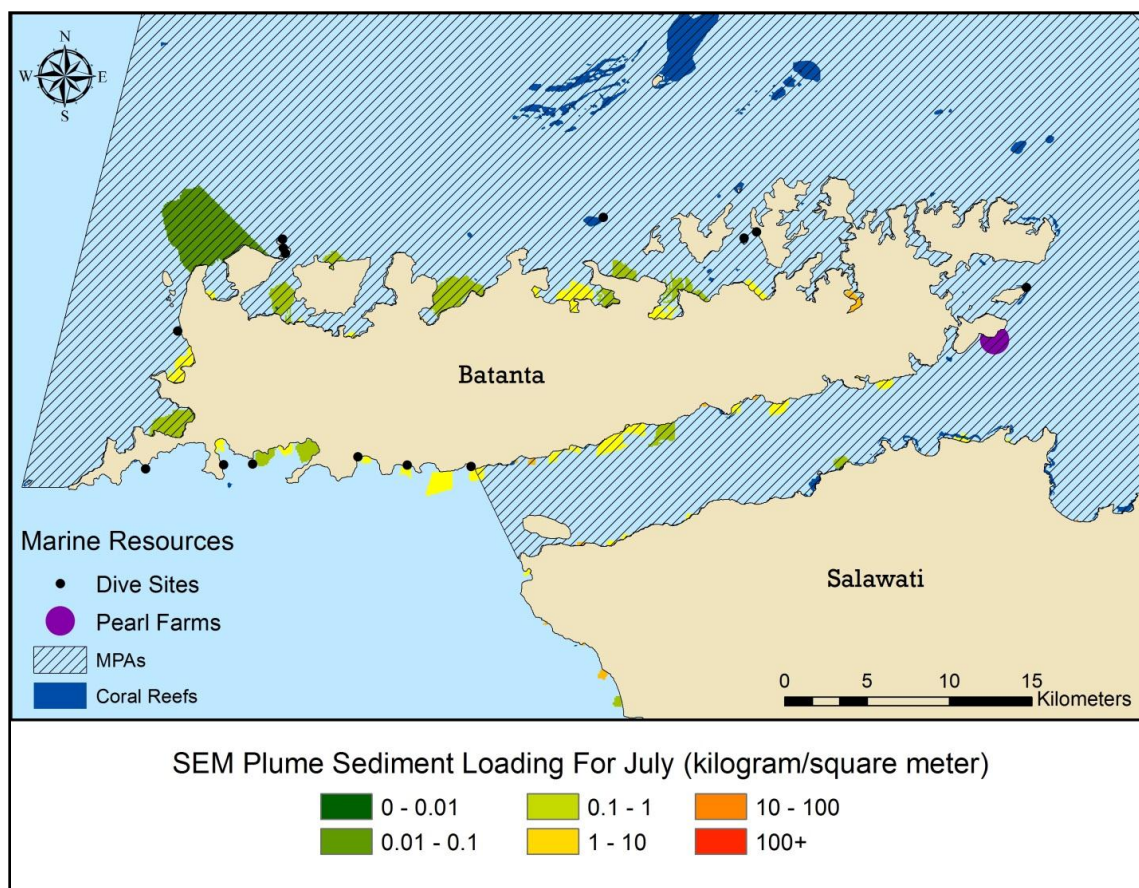 N
W E
S
Batanta
Salawati
Marine Resources
Dive Sites
Pearl Farms
MPAs
Coral Reefs
0 5 10 15
Kilometers
SEM Plume Sediment Loading For July (kilogram/square meter)
0 - 0.01 0.1 - 1 10 - 100
0.01 - 0.1 1 - 10 100+